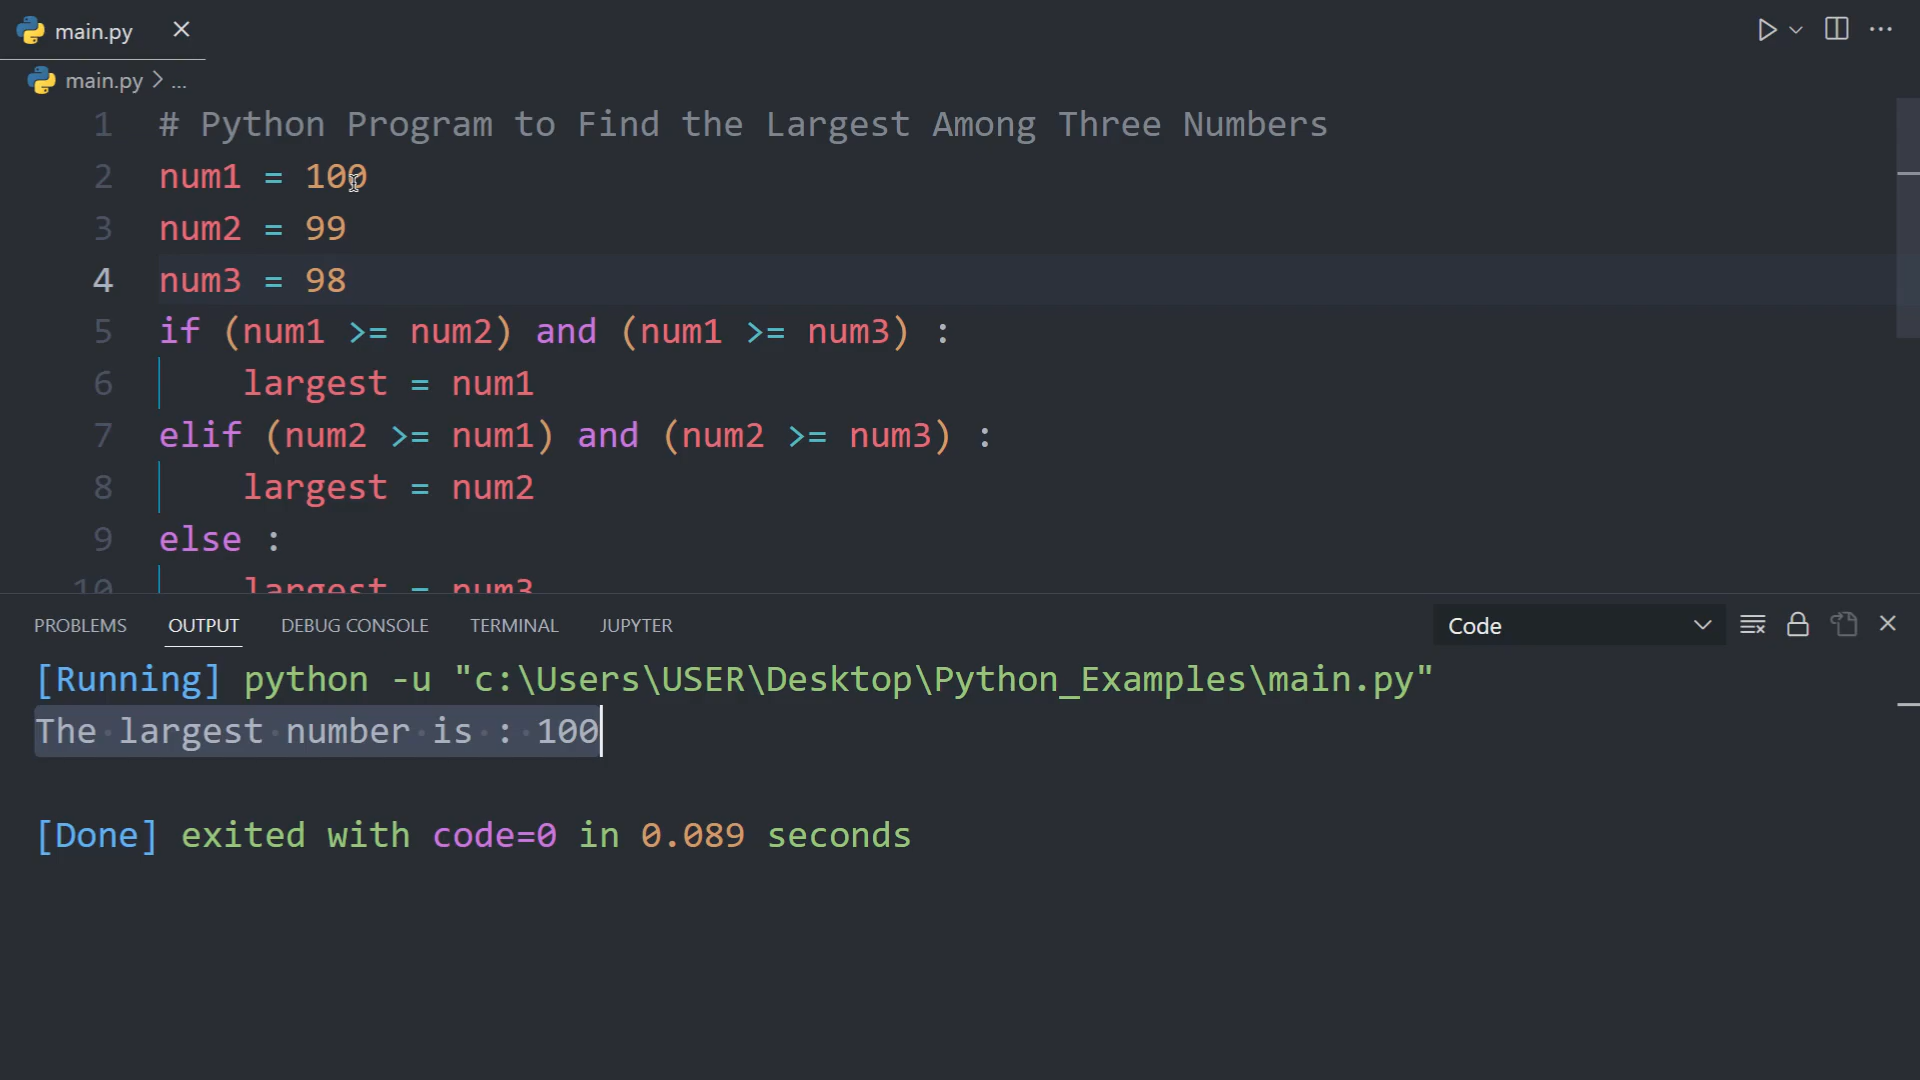 main.py
main.py > ...
1 # Python Program to Find the Largest Among Three Numbers
2 num1 = 100
3 num2 = 99
4 num3 = 98
5 if (num1 >= num2) and (num1 >= num3) :
6     largest = num1
7 elif (num2 >= num1) and (num2 >= num3) :
8     largest = num2
9 else :
10     largest = num3
PROBLEMS OUTPUT DEBUG CONSOLE TERMINAL JUPYTER Code
[Running] python -u "c:\Users\USER\Desktop\Python_Examples\main.py"
The largest number is : 100
[Done] exited with code=0 in 0.089 seconds